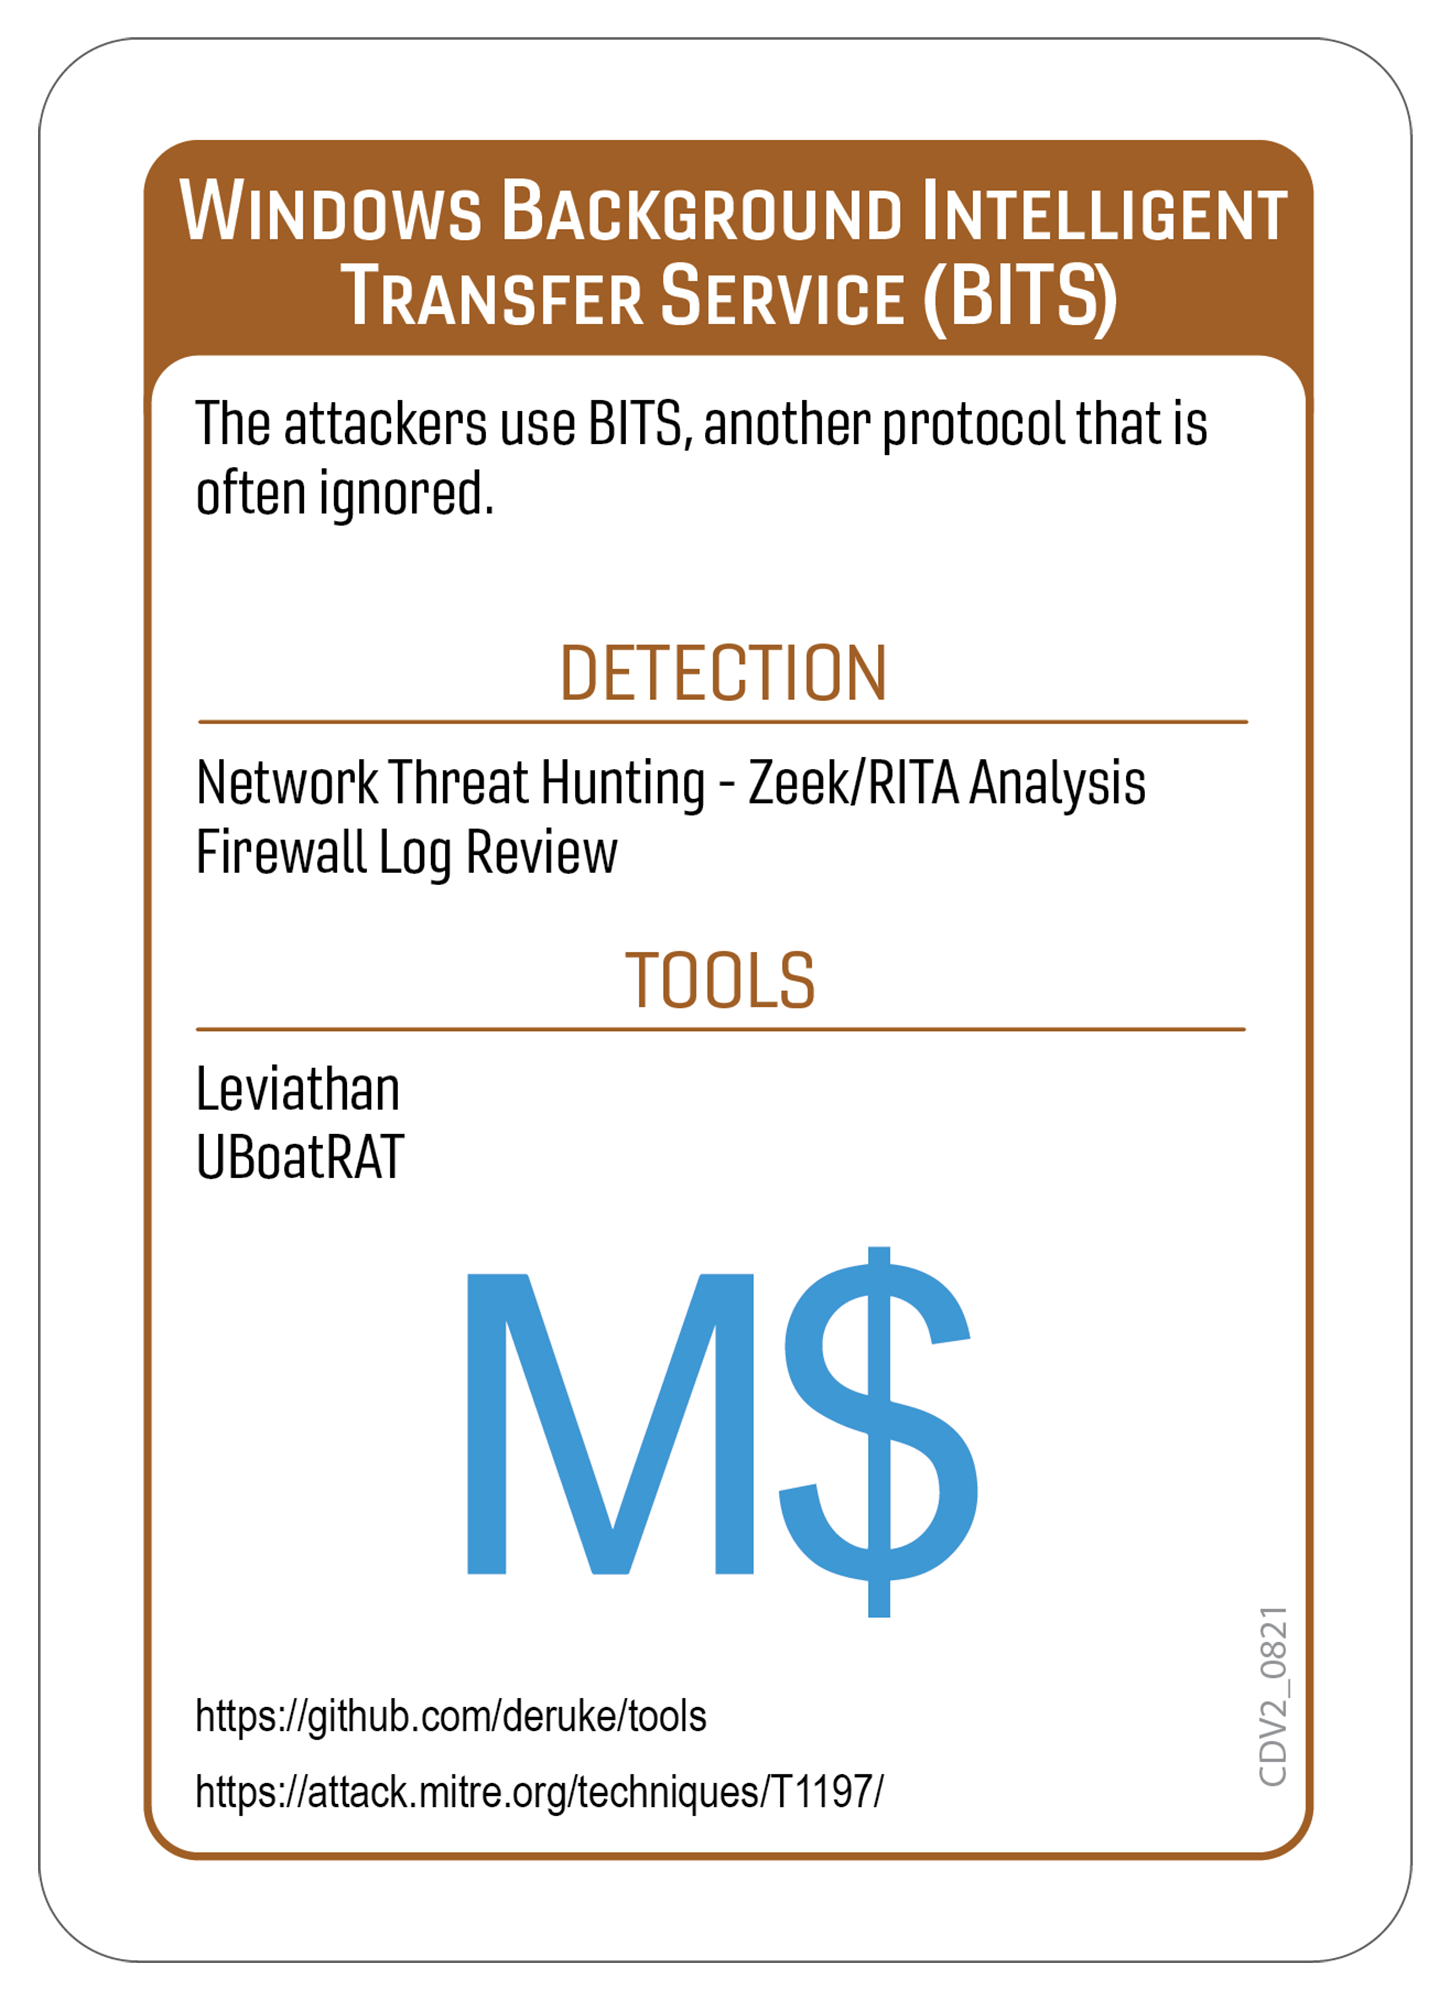 Windows Background Intelligent
Transfer Service (BITS)
The attackers use BITS, another protocol that is
often ignored.
DETECTION
Network Threat Hunting - Zeek/RITA Analysis
Firewall Log Review
TOOLS
Leviathan
UBoatRAT
M$
https://github.com/deruke/tools
https://attack.mitre.org/techniques/T1197/
CDV2_0821